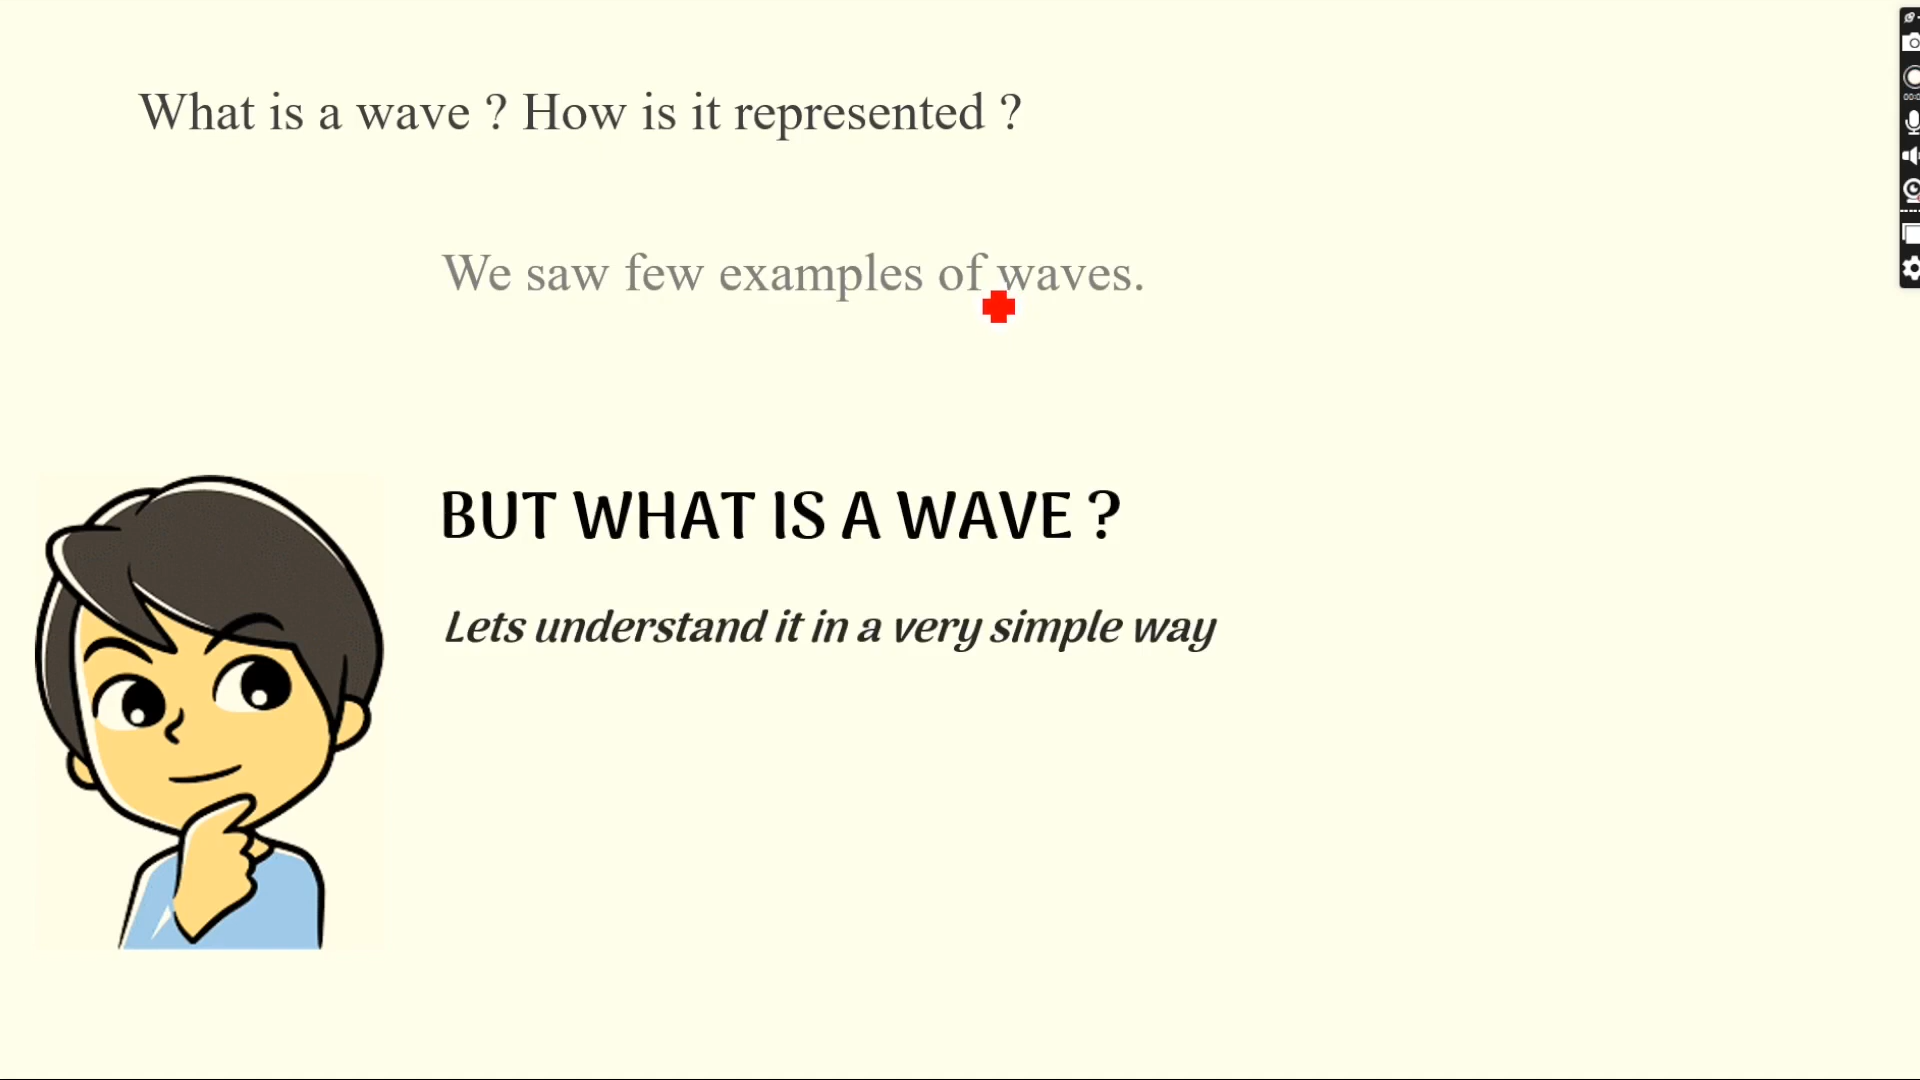 What is a wave ? How is it represented ?
We saw few examples of waves.
BUT WHAT IS A WAVE ?
Lets understand it in a very simple way